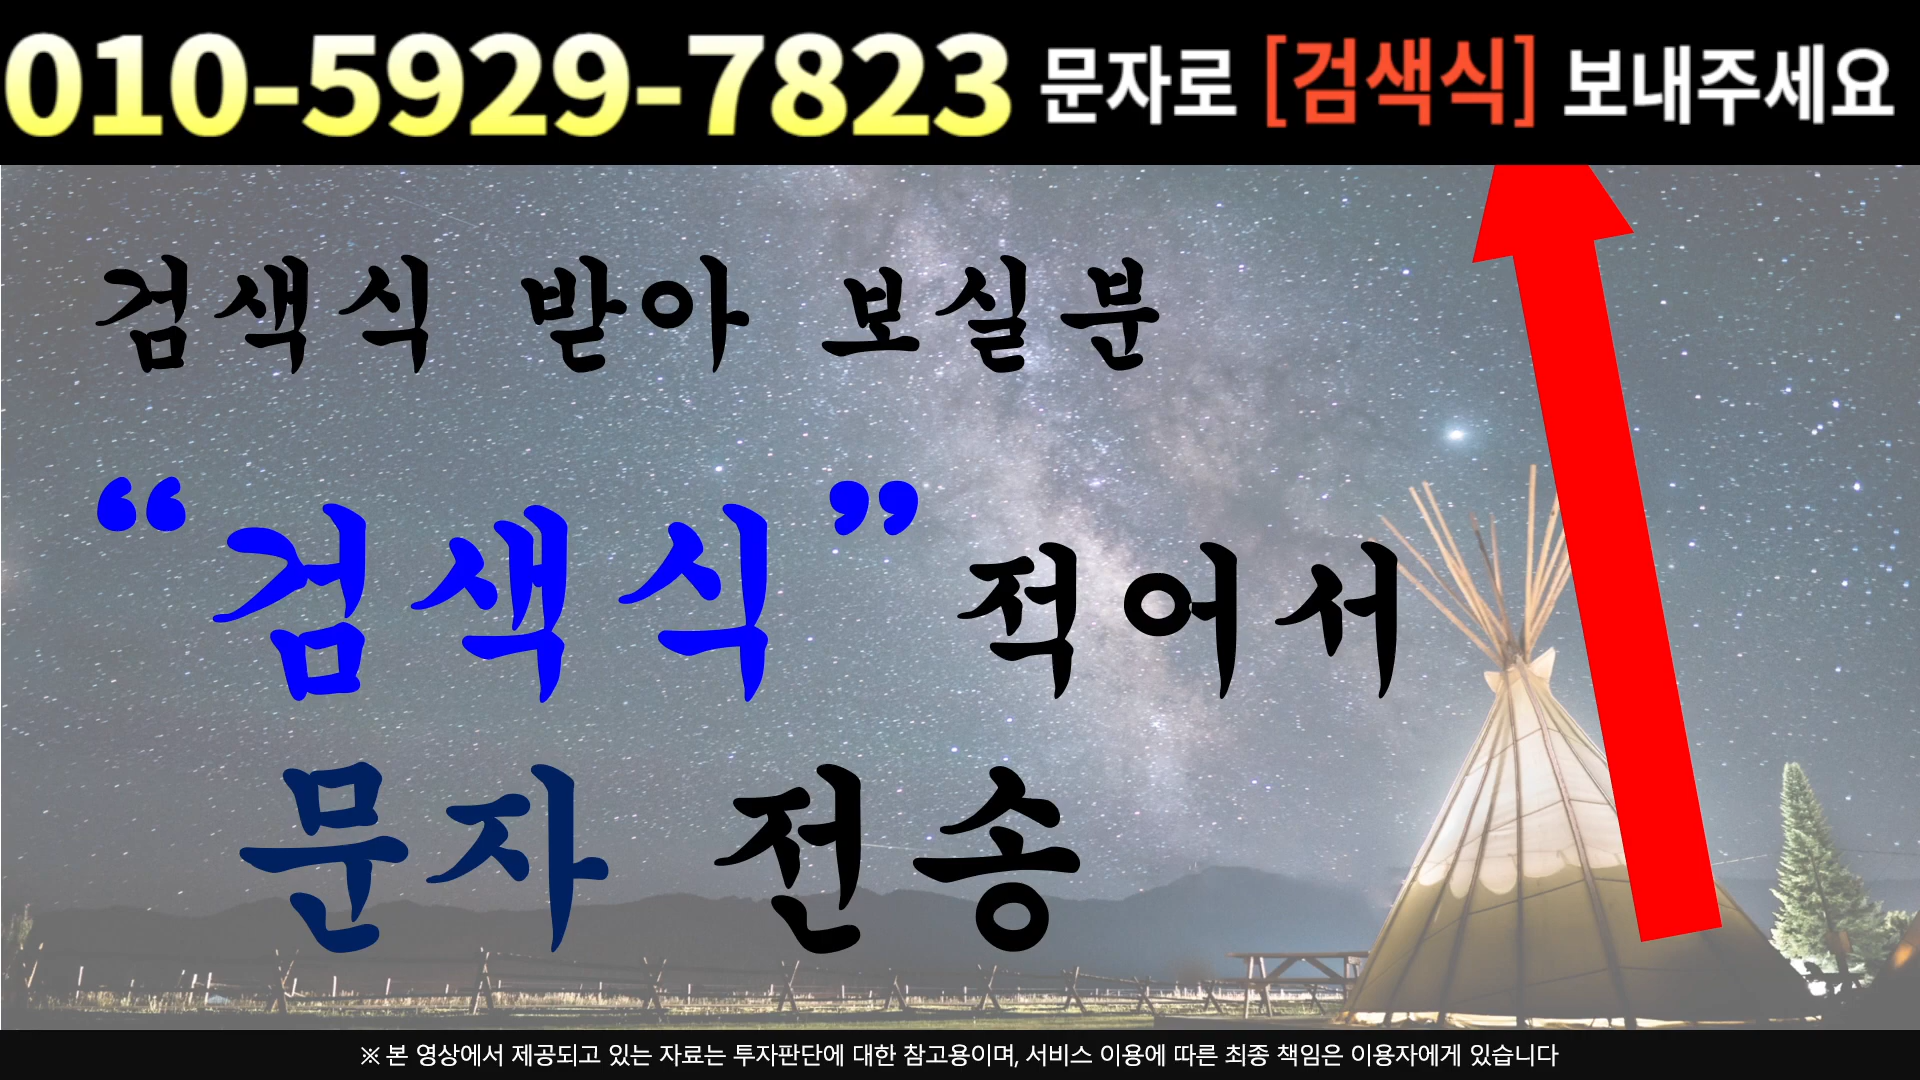 010-5929-7823 문자로 [검색식] 보내주세요
검색식 받아 보실분
“검색식” 적어서
문자 전송
※ 본 영상에서 제공되고 있는 자료는 투자판단에 대한 참고용이며, 서비스 이용에 따른 최종 책임은 이용자에게 있습니다